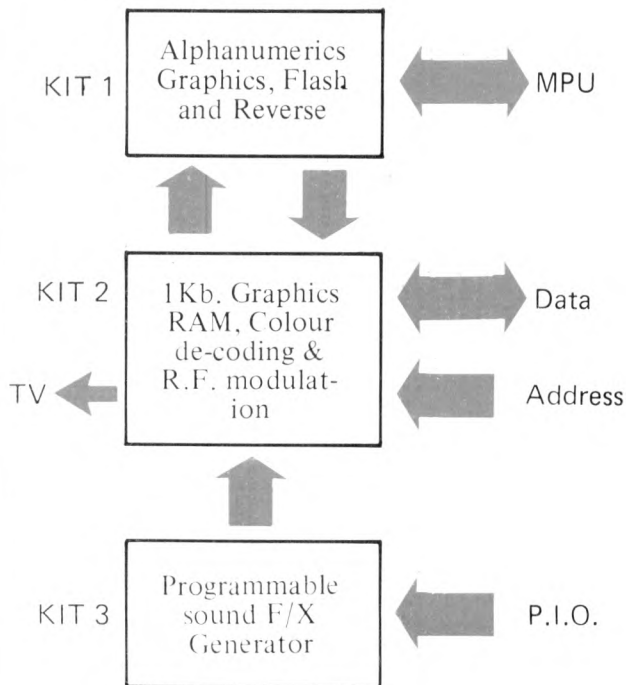 KIT 1
Alphanumerics
Graphics, Flash
and Reverse
MPU
KIT 2
1Kb. Graphics
RAM, Colour
de-coding &
R.F. modulat-
ion
Data
TV
Address
KIT 3
Programmable
sound F/X
Generator
P.I.O.